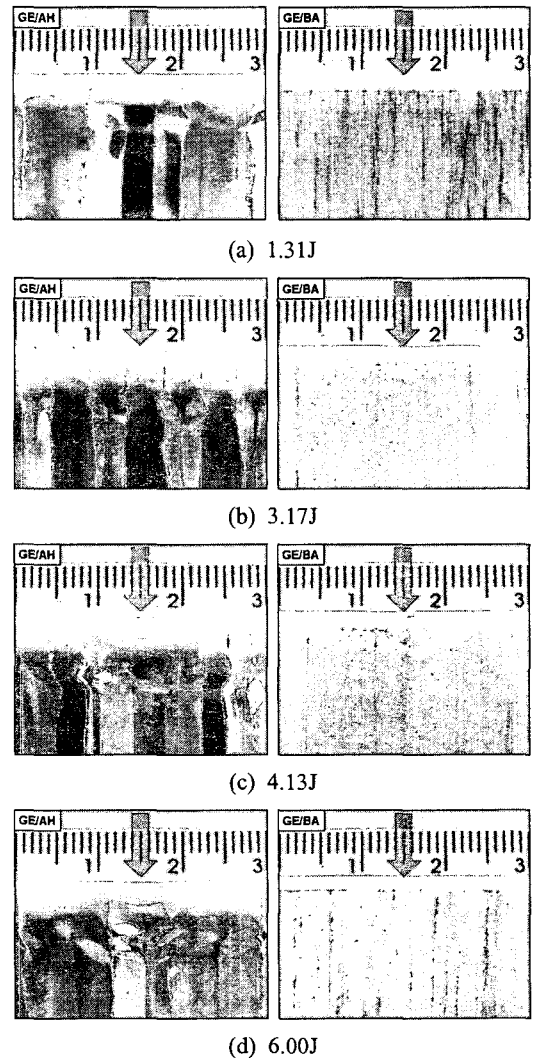 GE/AH GE/BA
1 2 3 1 2 3
(a) 1.31J
GE/AH GE/BA
1 2 3 1 2 3
(b) 3.17J
GE/AH GE/BA
1 2 3 1 2 3
(c) 4.13J
GE/AH GE/BA
1 2 3 1 2 3
(d) 6.00J